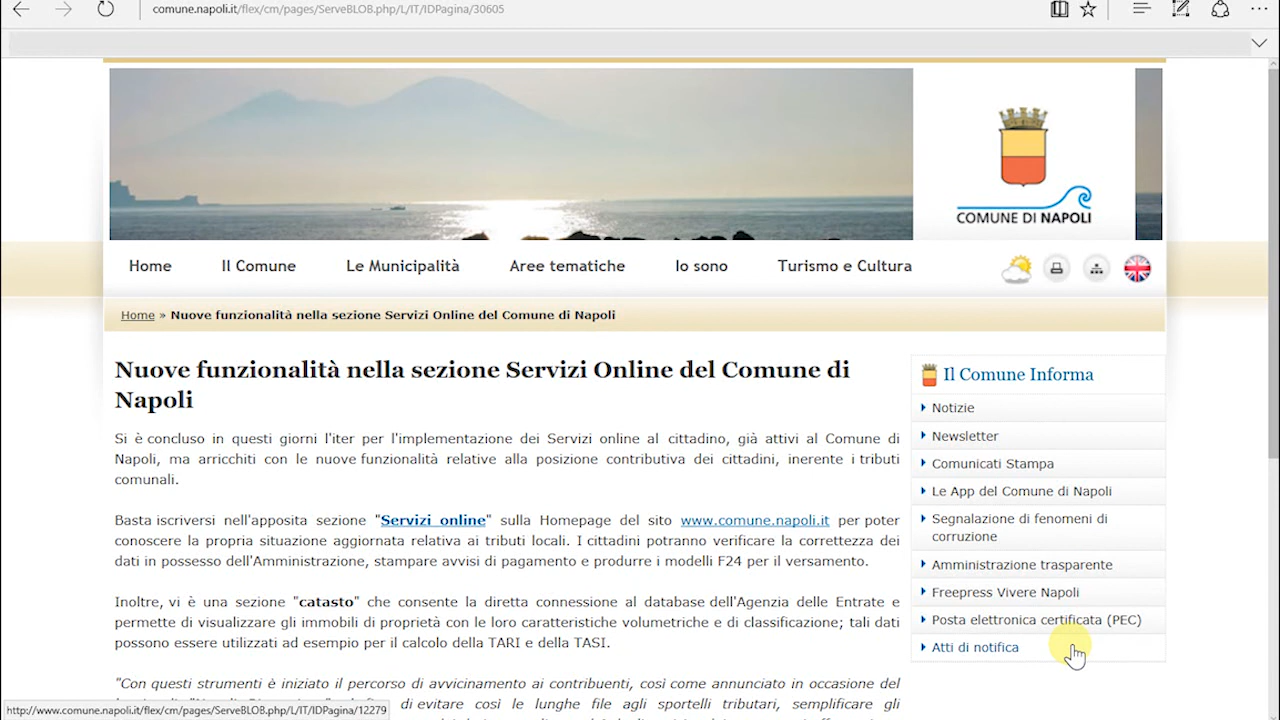 comune.napoli.it/flex/cm/pages/ServeBLOB.php/L/IT/IDPagina/30605
COMUNE DI NAPOLI
Home Il Comune Le Municipalità Aree tematiche Io sono Turismo e Cultura
Home » Nuove funzionalità nella sezione Servizi Online del Comune di Napoli
Nuove funzionalità nella sezione Servizi Online del Comune di
Napoli
Si è concluso in questi giorni l'iter per l'implementazione dei Servizi online al cittadino, già attivi al Comune di
Napoli, ma arricchiti con le nuove funzionalità relative alla posizione contributiva dei cittadini, inerente i tributi
comunali.
Basta iscriversi nell'apposita sezione "Servizi online" sulla Homepage del sito www.comune.napoli.it per poter
conoscere la propria situazione aggiornata relativa ai tributi locali. I cittadini potranno verificare la correttezza dei
dati in possesso dell'Amministrazione, stampare avvisi di pagamento e produrre i modelli F24 per il versamento.
Inoltre, vi è una sezione "catasto" che consente la diretta connessione al database dell'Agenzia delle Entrate e
permette di visualizzare gli immobili di proprietà con le loro caratteristiche volumetriche e di classificazione; tali dati
possono essere utilizzati ad esempio per il calcolo della TARI e della TASI.
"Con questi strumenti è iniziato il percorso di avvicinamento ai contribuenti, così come annunciato in occasione del
di evitare così le lunghe file agli sportelli tributari, semplificare gli
Il Comune Informa
Notizie
Newsletter
Comunicati Stampa
Le App del Comune di Napoli
Segnalazione di fenomeni di
corruzione
Amministrazione trasparente
Freepress Vivere Napoli
Posta elettronica certificata (PEC)
Atti di notifica
http://www.comune.napoli.it/flex/cm/pages/ServeBLOB.php/L/IT/IDPagina/12279